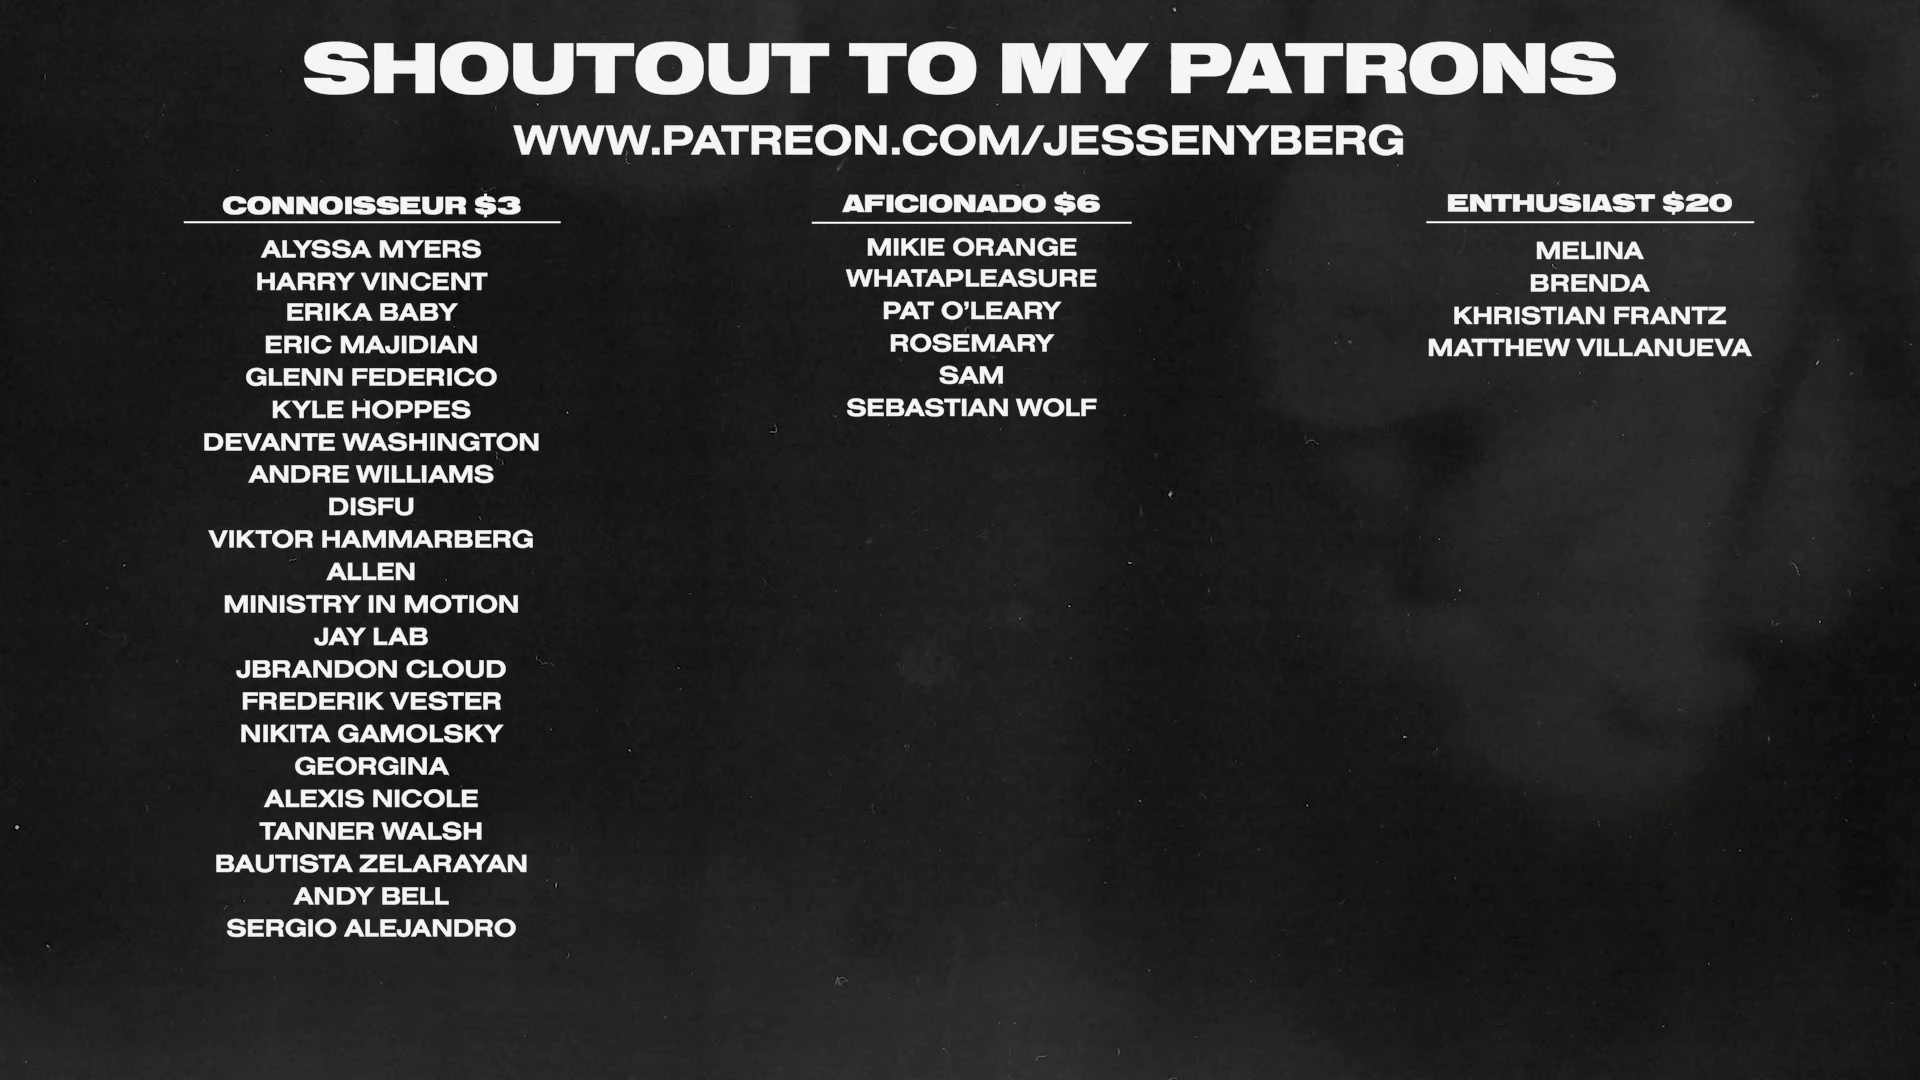 SHOUTOUT TO MY PATRONS
WWW.PATREON.COM/JESSENYBERG
CONNOISSEUR $3
ALYSSA MYERS
HARRY VINCENT
ERIKA BABY
ERIC MAJIDIAN
GLENN FEDERICO
KYLE HOPPES
DEVANTE WASHINGTON
ANDRE WILLIAMS
DISFU
VIKTOR HAMMARBERG
ALLEN
MINISTRY IN MOTION
JAY LAB
JBRANDON CLOUD
FREDERIK VESTER
NIKITA GAMOLSKY
GEORGINA
ALEXIS NICOLE
TANNER WALSH
BAUTISTA ZELARAYAN
ANDY BELL
SERGIO ALEJANDRO
AFICIONADO $6
MIKIE ORANGE
WHATAPLEASURE
PAT O’LEARY
ROSEMARY
SAM
SEBASTIAN WOLF
ENTHUSIAST $20
MELINA
BRENDA
KHRISTIAN FRANTZ
MATTHEW VILLANUEVA